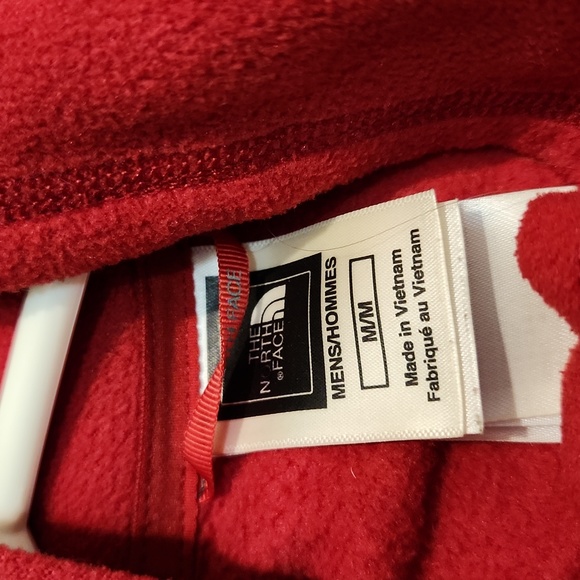 THE
NORTH
FACE
®
MENS/HOMMES
M/M
Made in Vietnam
Fabriqué au Vietnam